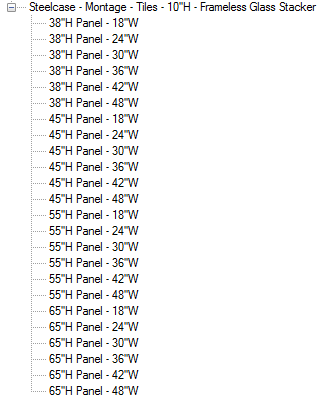 Steelcase - Montage - Tiles - 10"H - Frameless Glass Stacker
38"H Panel - 18"W
38"H Panel - 24"W
38"H Panel - 30"W
38"H Panel - 36"W
38"H Panel - 42"W
38"H Panel - 48"W
45"H Panel - 18"W
45"H Panel - 24"W
45"H Panel - 30"W
45"H Panel - 36"W
45"H Panel - 42"W
45"H Panel - 48"W
55"H Panel - 18"W
55"H Panel - 24"W
55"H Panel - 30"W
55"H Panel - 36"W
55"H Panel - 42"W
55"H Panel - 48"W
65"H Panel - 18"W
65"H Panel - 24"W
65"H Panel - 30"W
65"H Panel - 36"W
65"H Panel - 42"W
65"H Panel - 48"W